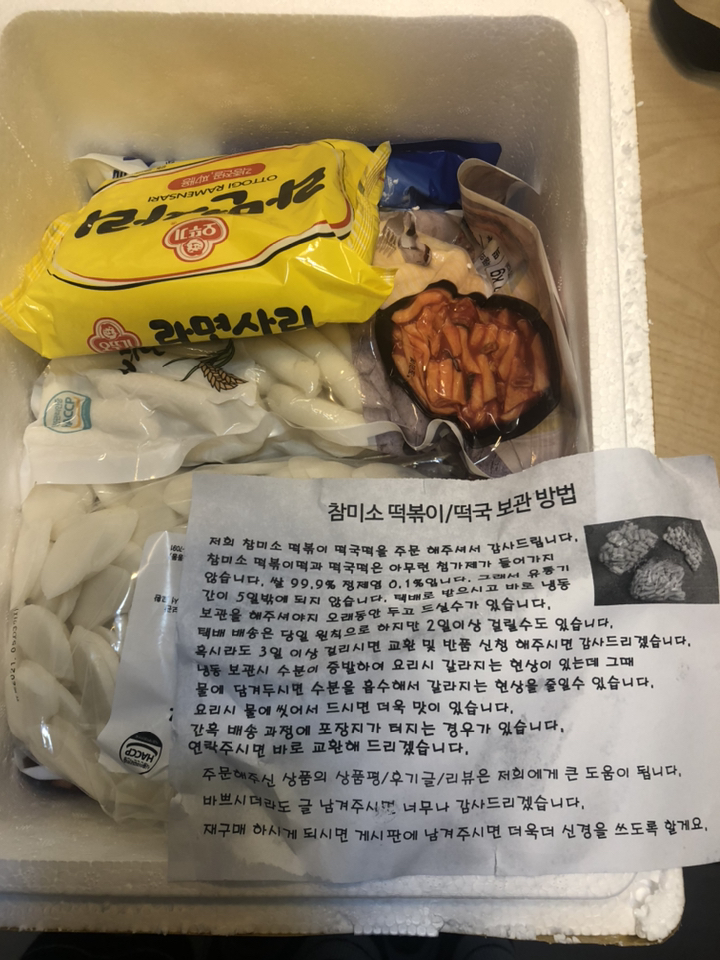 라면사리
OTTOGI RAMENSARI
오뚜기
라면사리
오뚜기
HACCP
kg
참미소 떡볶이/떡국 보관 방법
저희 참미소 떡볶이 떡국떡을 주문 해주셔서 감사드립니다.
참미소 떡볶이떡과 떡국떡은 아무런 첨가제가 들어가지
않습니다. 쌀 99.9% 정제염 0.1%입니다. 그래서 유통기
간이 5일밖에 되지 않습니다. 택배로 받으시고 바로 냉동
보관을 해주셔야지 오래동안 두고 드실수가 있습니다.
택배 배송은 당일 원칙으로 하지만 2일이상 걸릴수도 있습니다.
혹시라도 3일 이상 걸리시면 교환 및 반품 신청 해주시면 감사드리겠습니다.
냉동 보관시 수분이 증발하여 요리시 갈라지는 현상이 있는데 그때
물에 담겨두시면 수분을 흡수해서 갈라지는 현상을 줄일수 있습니다.
요리시 물에 씻어서 드시면 더욱 맛이 있습니다.
간혹 배송 과정에 포장지가 터지는 경우가 있습니다.
연락주시면 바로 교환해 드리겠습니다.
주문해주신 상품의 상품평/후기글/리뷰은 저희에게 큰 도움이 됩니다.
바쁘시더라도 글 남겨주시면 너무나 감사드리겠습니다.
재구매 하시게 되시면 게시판에 남겨주시면 더욱더 신경을 쓰도록 할게요.
HACCP